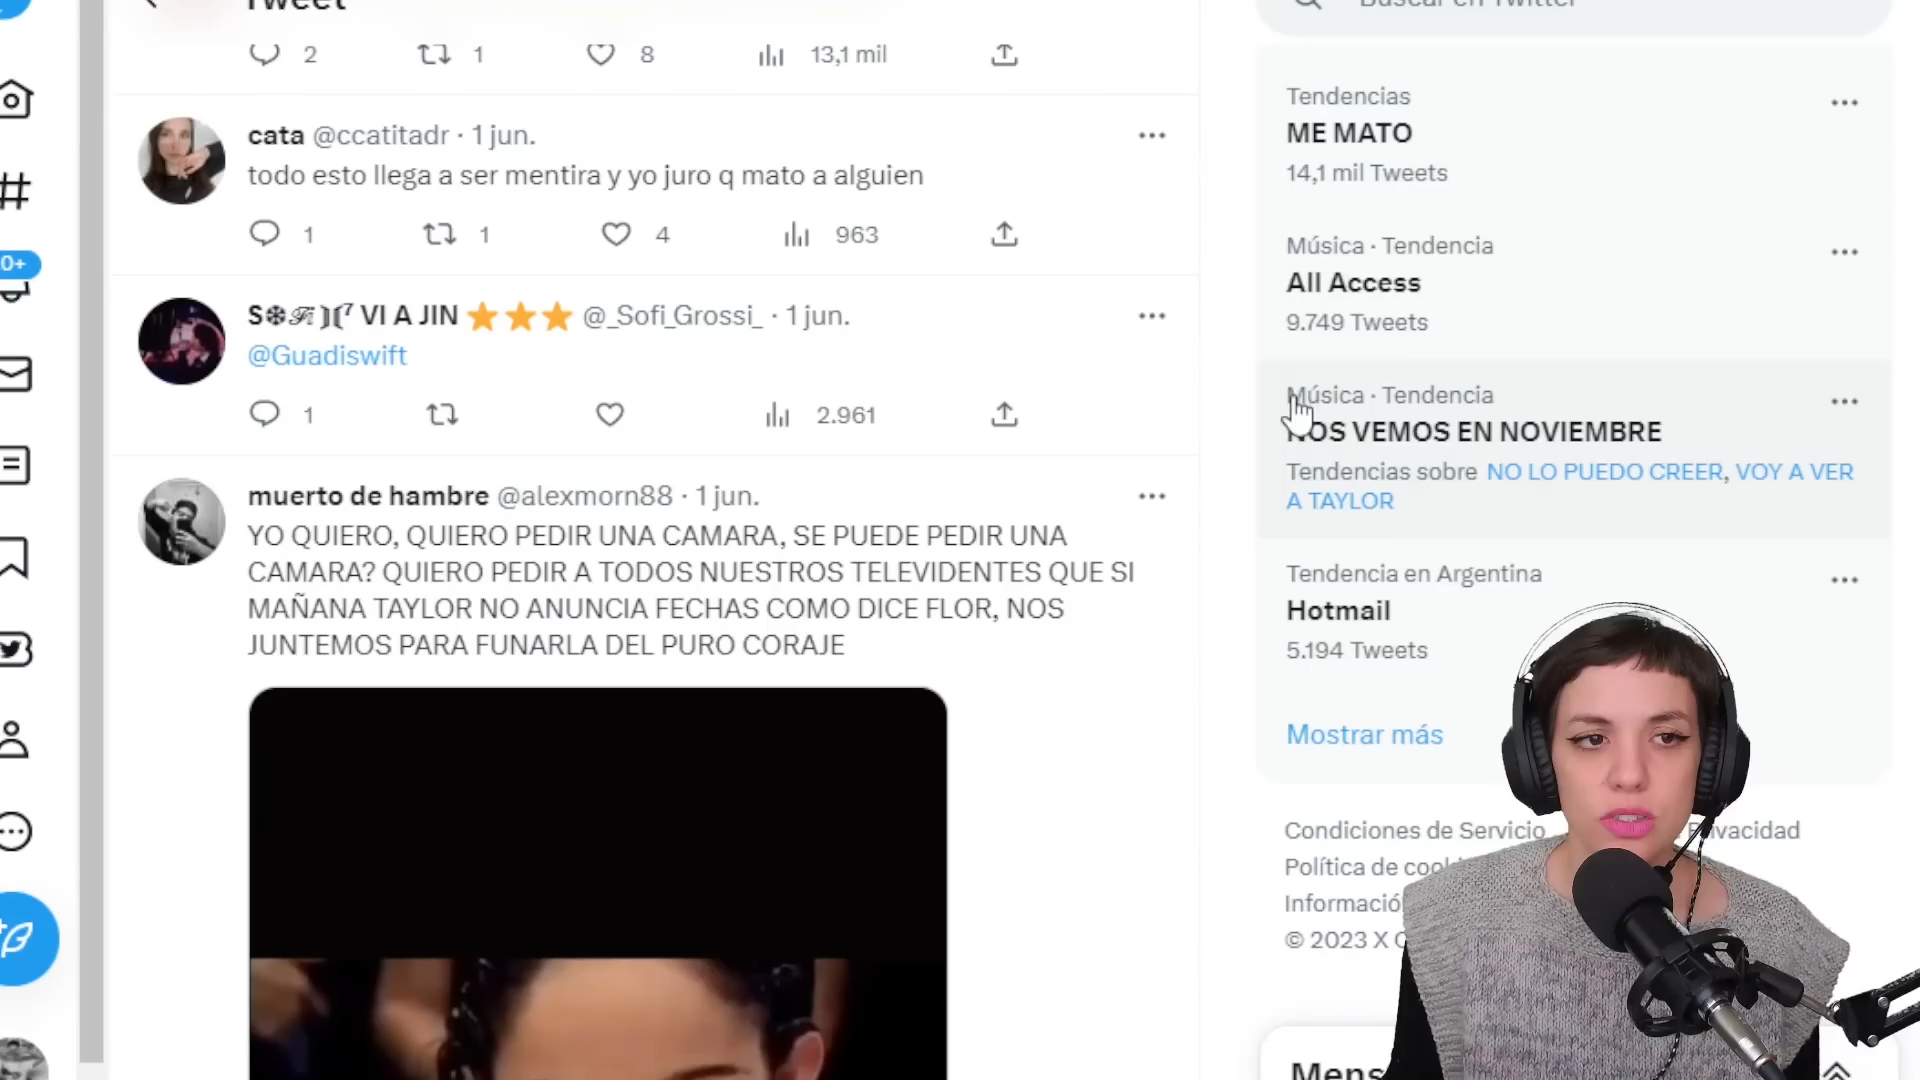 Tweet
Buscar en Twitter
2 1 8 13,1 mil
cata @ccatitadr · 1 jun.
todo esto llega a ser mentira y yo juro q mato a alguien
1 1 4 963
VI A JIN ⭐⭐⭐ @_Sofi_Grossi_ · 1 jun.
@Guadiswift
1 2.961
muerto de hambre @alexmorn88 · 1 jun.
YO QUIERO, QUIERO PEDIR UNA CAMARA, SE PUEDE PEDIR UNA
CAMARA? QUIERO PEDIR A TODOS NUESTROS TELEVIDENTES QUE SI
MAÑANA TAYLOR NO ANUNCIA FECHAS COMO DICE FLOR, NOS
JUNTEMOS PARA FUNARLA DEL PURO CORAJE
Tendencias
ME MATO
14,1 mil Tweets
Música · Tendencia
All Access
9.749 Tweets
Música · Tendencia
NOS VEMOS EN NOVIEMBRE
Tendencias sobre NO LO PUEDO CREER, VOY A VER
A TAYLOR
Tendencia en Argentina
Hotmail
5.194 Tweets
Mostrar más
Condiciones de Servicio Privacidad
Política de
© 2023 X
0+